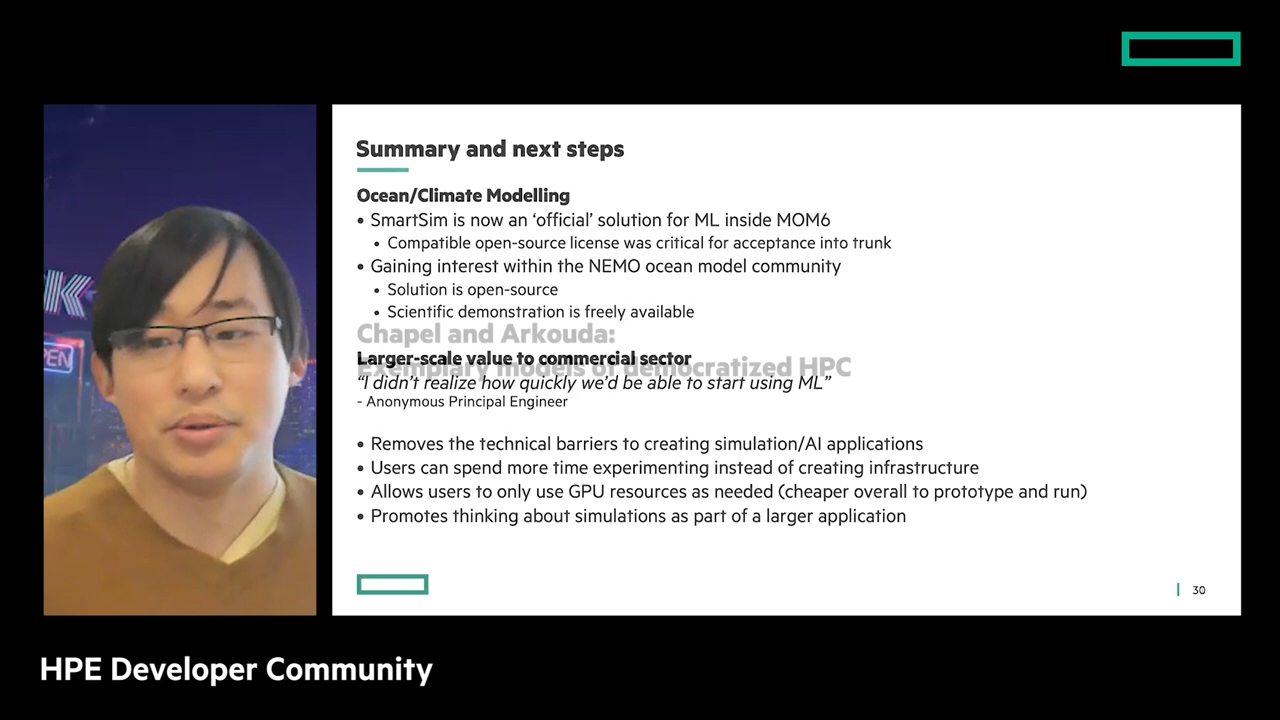 K
PEN
Summary and next steps
Ocean/Climate Modelling
• SmartSim is now an ‘official’ solution for ML inside MOM6
• Compatible open-source license was critical for acceptance into trunk
• Gaining interest within the NEMO ocean model community
• Solution is open-source
• Scientific demonstration is freely available
Chapel and Arkouda:
Larger-scale value to commercial sector
Exemplary models of democratized HPC
“I didn’t realize how quickly we’d be able to start using ML”
- Anonymous Principal Engineer
• Removes the technical barriers to creating simulation/AI applications
• Users can spend more time experimenting instead of creating infrastructure
• Allows users to only use GPU resources as needed (cheaper overall to prototype and run)
• Promotes thinking about simulations as part of a larger application
30
HPE Developer Community